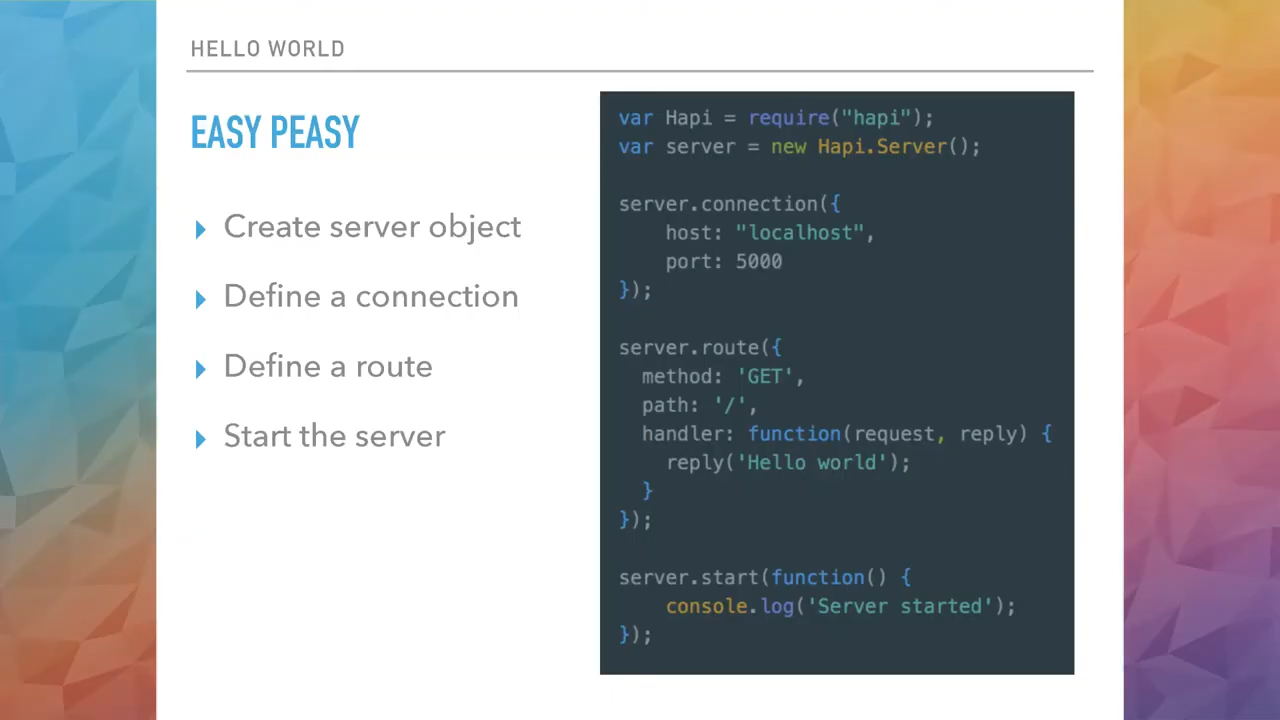 HELLO WORLD
EASY PEASY
Create server object
Define a connection
Define a route
Start the server
var Hapi = require("hapi");
var server = new Hapi.Server();
server.connection({
    host: "localhost",
    port: 5000
});
server.route({
  method: 'GET',
  path: '/',
  handler: function(request, reply) {
    reply('Hello world');
  }
});
server.start(function() {
    console.log('Server started');
});